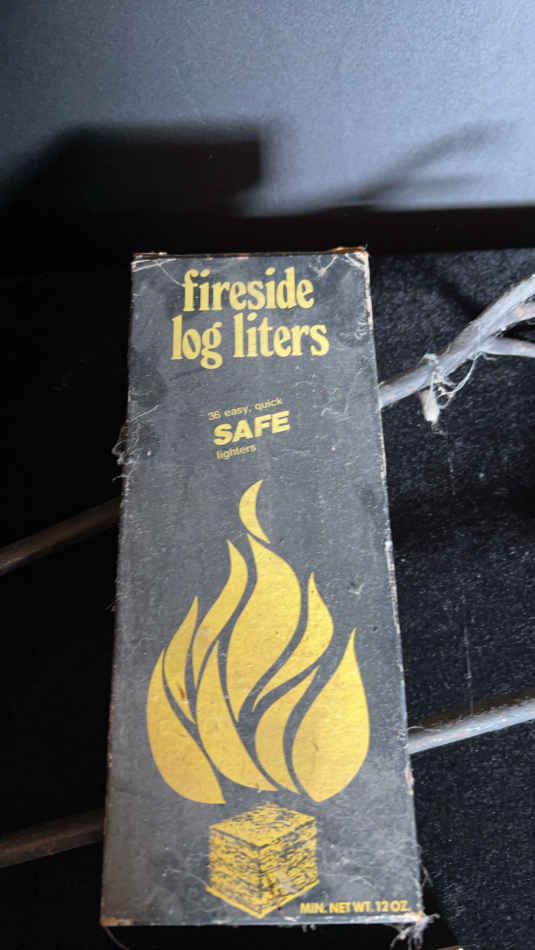 fireside
log liters
36 easy, quick
SAFE
lighters
MIN. NET WT. 12 OZ.